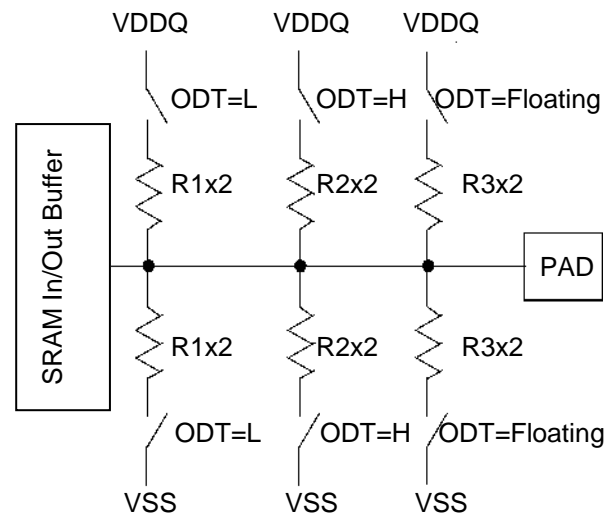 VDDQ VDDQ VDDQ
ODT=L ODT=H ODT=Floating
R1x2 R2x2 R3x2
SRAM In/Out Buffer
PAD
R1x2 R2x2 R3x2
ODT=L ODT=H ODT=Floating
VSS VSS VSS